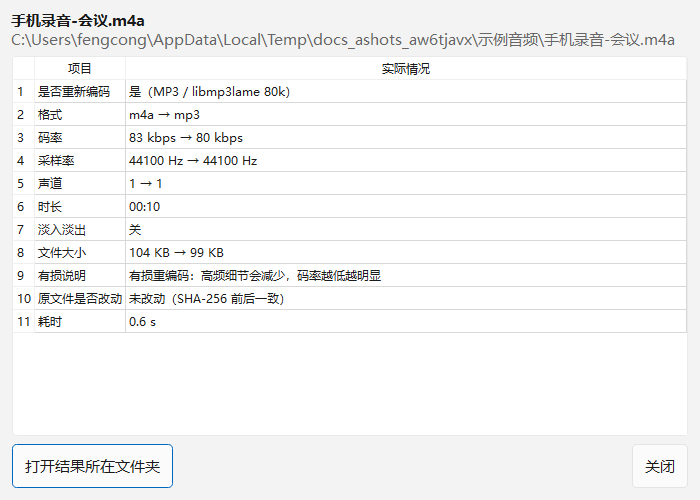 手机录音-会议.m4a
C:\Users\fengcong\AppData\Local\Temp\docs_ashots_aw6tjavx\示例音频\手机录音-会议.m4a
项目 实际情况
1 是否重新编码 是（MP3 / libmp3lame 80k）
2 格式 m4a → mp3
3 码率 83 kbps → 80 kbps
4 采样率 44100 Hz → 44100 Hz
5 声道 1 → 1
6 时长 00:10
7 淡入淡出 关
8 文件大小 104 KB → 99 KB
9 有损说明 有损重编码：高频细节会减少，码率越低越明显
10 原文件是否改动 未改动（SHA-256 前后一致）
11 耗时 0.6 s
打开结果所在文件夹 关闭